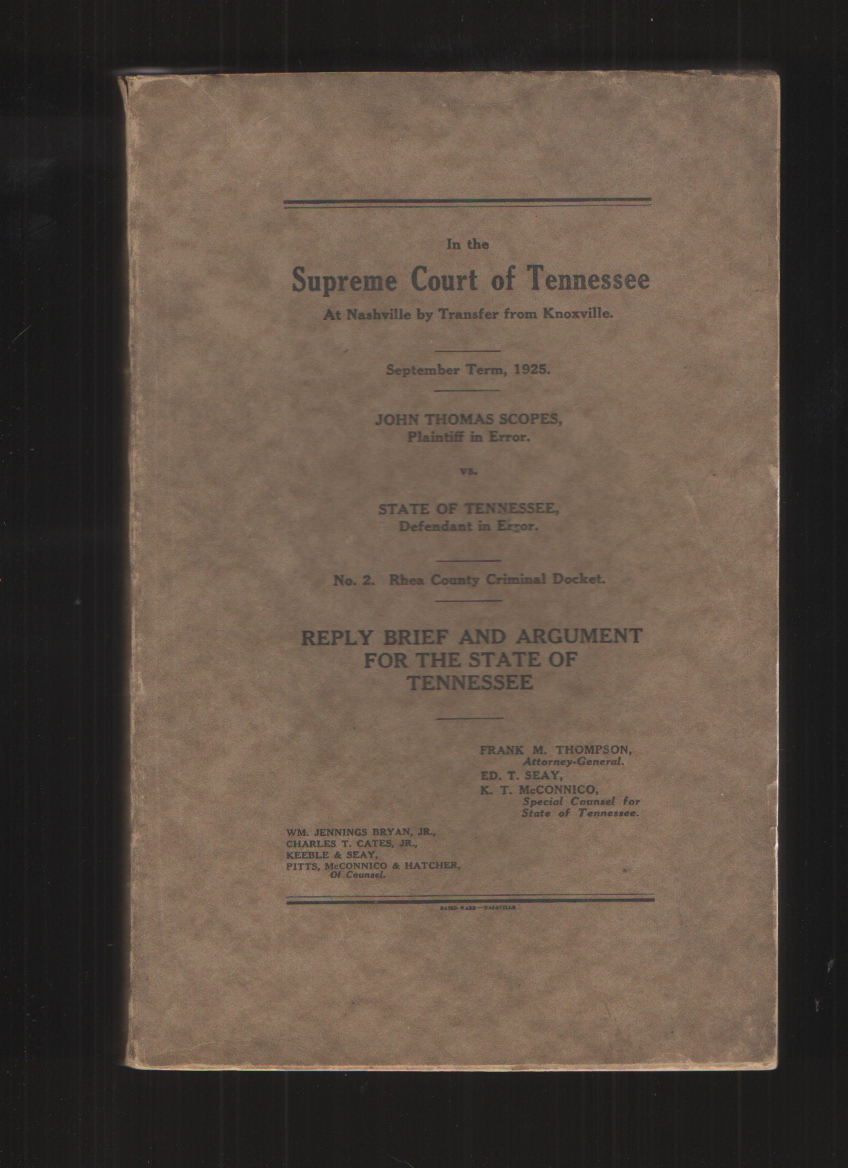 In the
Supreme Court of Tennessee
At Nashville by Transfer from Knoxville.
September Term, 1925.
JOHN THOMAS SCOPES,
Plaintiff in Error.
vs.
STATE OF TENNESSEE,
Defendant in Error.
No. 2. Rhea County Criminal Docket.
REPLY BRIEF AND ARGUMENT
FOR THE STATE OF
TENNESSEE
FRANK M. THOMPSON,
Attorney-General.
ED. T. SEAY,
K. T. McCONNICO,
Special Counsel for
State of Tennessee.
WM. JENNINGS BRYAN, JR.,
CHARLES T. CATES, JR.,
KEEBLE & SEAY,
PITTS, McCONNICO & HATCHER,
Of Counsel.